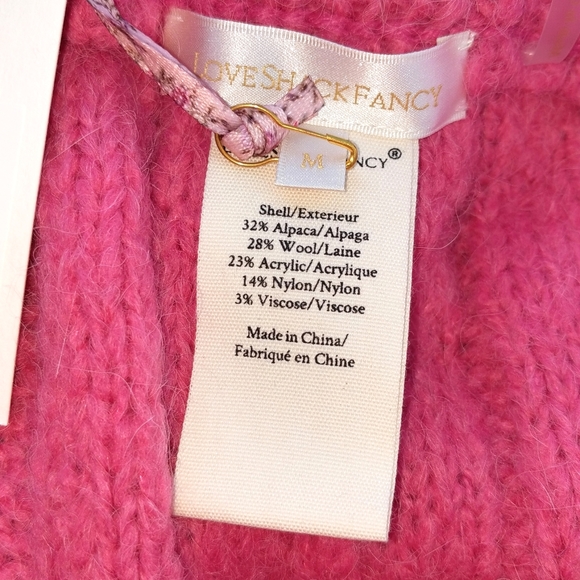 LOVESHACKFANCY
M
NCY®
Shell/Exterieur
32% Alpaca/Alpaga
28% Wool/Laine
23% Acrylic/Acrylique
14% Nylon/Nylon
3% Viscose/Viscose
Made in China/
Fabriqué en Chine